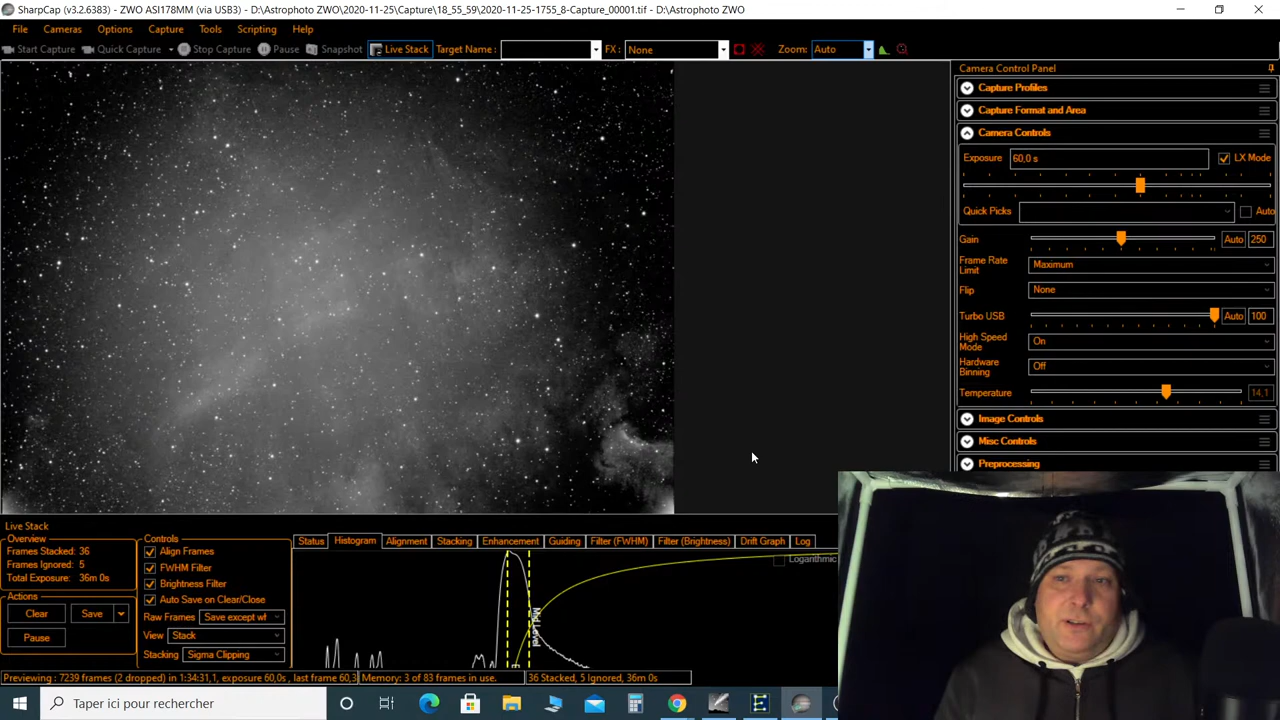 SharpCap (v3.2.6383) - ZWO ASI178MM (via USB3) - D:\Astrophoto ZWO\2020-11-25\Capture\18_55_59\2020-11-25-1755_8-Capture_00001.tif - D:\Astrophoto ZWO
File Cameras Options Capture Tools Scripting Help
Start Capture Quick Capture Stop Capture Pause Snapshot Live Stack Target Name : FX : None Zoom: Auto
Camera Control Panel
Capture Profiles
Capture Format and Area
Camera Controls
Exposure 60,0 s LX Mode
Quick Picks Auto
Gain Auto 250
Frame Rate Limit Maximum
Flip None
Turbo USB Auto 100
High Speed Mode On
Hardware Binning Off
Temperature 14,1
Image Controls
Misc Controls
Preprocessing
Live Stack
Overview
Frames Stacked: 36
Frames Ignored: 5
Total Exposure: 36m 0s
Actions
Clear Save
Pause
Controls
Align Frames
FWHM Filter
Brightness Filter
Auto Save on Clear/Close
Raw Frames Save except wh
View Stack
Stacking Sigma Clipping
Status Histogram Alignment Stacking Enhancement Guiding Filter (FWHM) Filter (Brightness) Drift Graph Log
Logarithmic
Mid Level
Previewing : 7239 frames (2 dropped) in 1:34:31,1, exposure 60,0s, last frame 60,3 Memory: 3 of 83 frames in use. 36 Stacked, 5 Ignored, 36m 0s
Taper ici pour rechercher